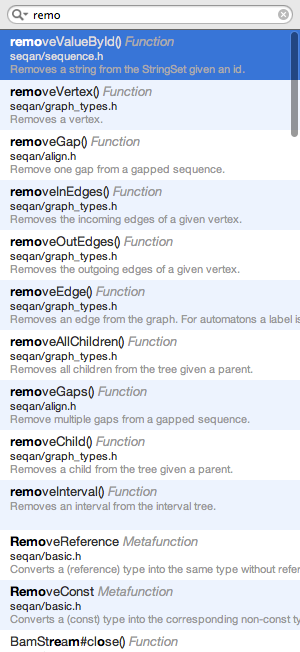 remo
removeValueById() Function
seqan/sequence.h
Removes a string from the StringSet given an id.
removeVertex() Function
seqan/graph_types.h
Removes a vertex.
removeGap() Function
seqan/align.h
Remove one gap from a gapped sequence.
removeInEdges() Function
seqan/graph_types.h
Removes the incoming edges of a given vertex.
removeOutEdges() Function
seqan/graph_types.h
Removes the outgoing edges of a given vertex.
removeEdge() Function
seqan/graph_types.h
Removes an edge from the graph. For automatons a label is
removeAllChildren() Function
seqan/graph_types.h
Removes all children from the tree given a parent.
removeGaps() Function
seqan/align.h
Remove multiple gaps from a gapped sequence.
removeChild() Function
seqan/graph_types.h
Removes a child from the tree given a parent.
removeInterval() Function
Removes an interval from the interval tree.
RemoveReference Metafunction
seqan/basic.h
Converts a (reference) type into the same type without refer
RemoveConst Metafunction
seqan/basic.h
Converts a (const) type into the corresponding non-const ty
BamStream#close() Function